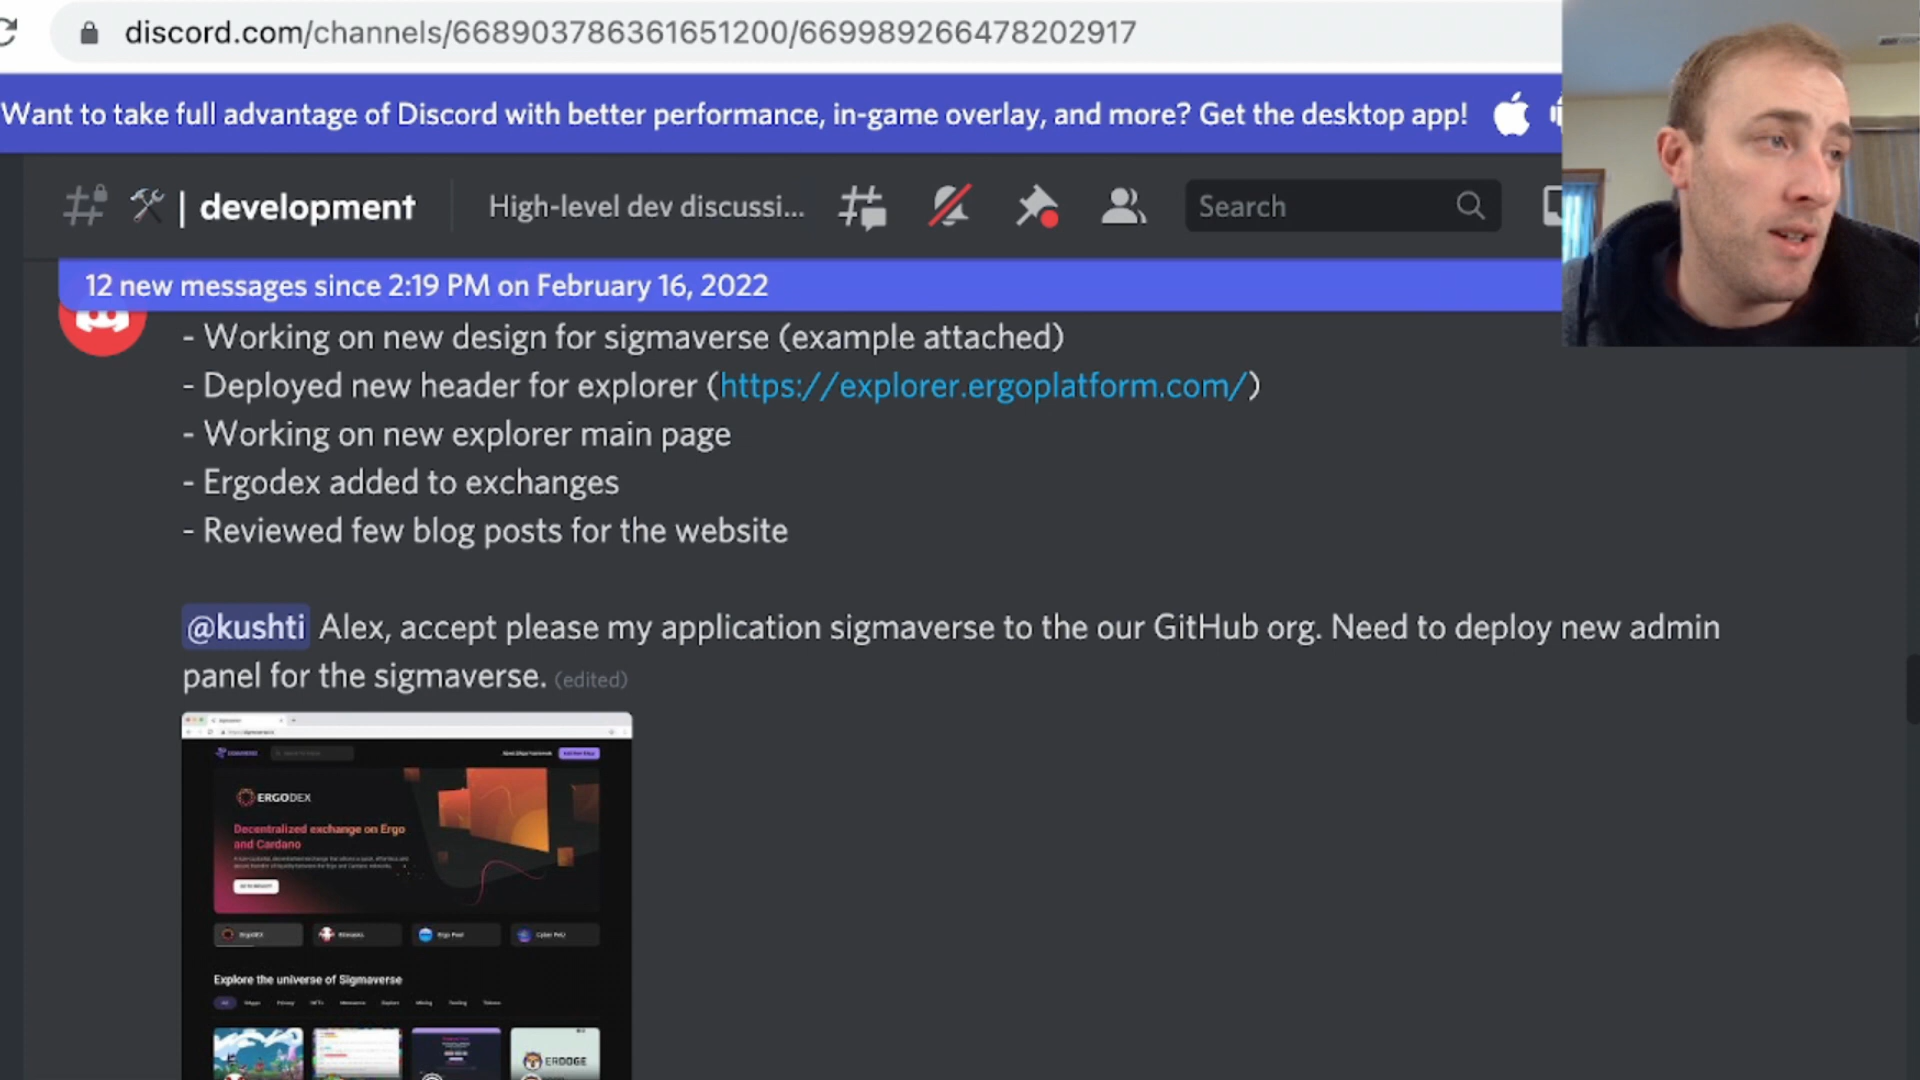 discord.com/channels/668903786361651200/669989266478202917
Want to take full advantage of Discord with better performance, in-game overlay, and more? Get the desktop app!
| development
High-level dev discussi...
Search
12 new messages since 2:19 PM on February 16, 2022
- Working on new design for sigmaverse (example attached)
- Deployed new header for explorer (https://explorer.ergoplatform.com/)
- Working on new explorer main page
- Ergodex added to exchanges
- Reviewed few blog posts for the website
@kushti Alex, accept please my application sigmaverse to the our GitHub org. Need to deploy new admin
panel for the sigmaverse. (edited)
ERGODEX
Decentralized exchange on Ergo
and Cardano
Explore the universe of Sigmaverse
ERDOGE